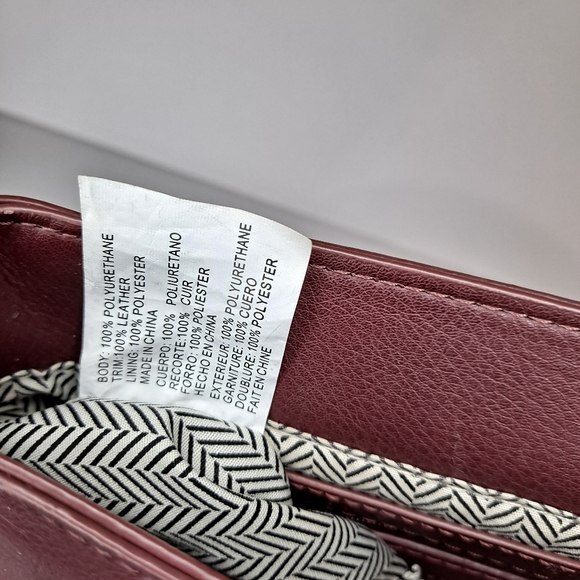 BODY: 100% POLYURETHANE
TRIM:100% LEATHER
LINING: 100% POLYESTER
MADE IN CHINA
CUERPO: 100% POLIURETANO
RECORTE:100% CUIR
FORRO: 100% POLIESTER
HECHO EN CHINA
EXTERIEUR: 100% POLYURETHANE
GARNITURE: 100% CUERO
DOUBLURE: 100% POLYESTER
FAIT EN CHINE